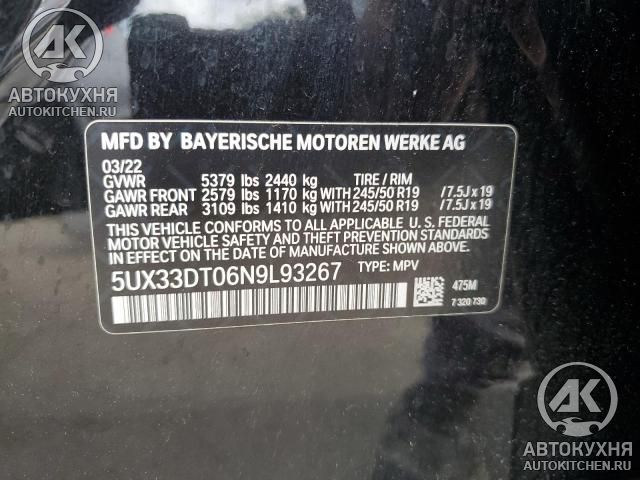 AK
АВТОКУХНЯ
AUTOKITCHEN.RU
MFD BY BAYERISCHE MOTOREN WERKE AG
03/22
GVWR 5379 lbs 2440 kg TIRE / RIM
GAWR FRONT 2579 lbs 1170 kg WITH 245/50 R19 / 7.5J x 19
GAWR REAR 3109 lbs 1410 kg WITH 245/50 R19 / 7.5J x 19
THIS VEHICLE CONFORMS TO ALL APPLICABLE U. S. FEDERAL
MOTOR VEHICLE SAFETY AND THEFT PREVENTION STANDARDS
IN EFFECT ON THE DATE OF MANUFACTURE SHOWN ABOVE.
5UX33DT06N9L93267 TYPE: MPV
475M
7 320 730
AK
АВТОКУХНЯ
AUTOKITCHEN.RU